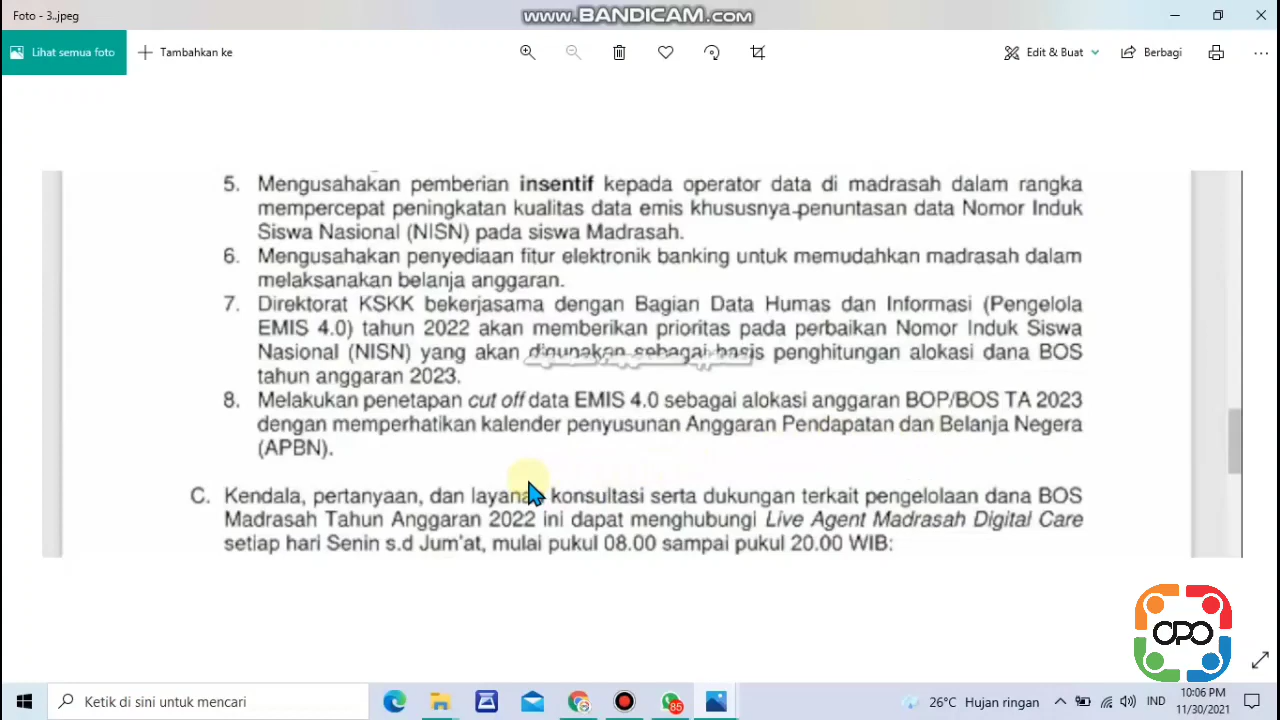 Foto - 3..jpeg
www.BANDICAM.com
Lihat semua foto
Tambahkan ke
Edit & Buat
Berbagi
5. Mengusahakan pemberian insentif kepada operator data di madrasah dalam rangka
mempercepat peningkatan kualitas data emis khususnya penuntasan data Nomor Induk
Siswa Nasional (NISN) pada siswa Madrasah.
6. Mengusahakan penyediaan fitur elektronik banking untuk memudahkan madrasah dalam
melaksanakan belanja anggaran.
7. Direktorat KSKK bekerjasama dengan Bagian Data Humas dan Informasi (Pengelola
EMIS 4.0) tahun 2022 akan memberikan prioritas pada perbaikan Nomor Induk Siswa
Nasional (NISN) yang akan digunakan sebagai basis penghitungan alokasi dana BOS
tahun anggaran 2023.
8. Melakukan penetapan cut off data EMIS 4.0 sebagai alokasi anggaran BOP/BOS TA 2023
dengan memperhatikan kalender penyusunan Anggaran Pendapatan dan Belanja Negera
(APBN).
C. Kendala, pertanyaan, dan layanan konsultasi serta dukungan terkait pengelolaan dana BOS
Madrasah Tahun Anggaran 2022 ini dapat menghubungi Live Agent Madrasah Digital Care
setiap hari Senin s.d Jum'at, mulai pukul 08.00 sampai pukul 20.00 WIB:
OPO
Ketik di sini untuk mencari
85
26°C Hujan ringan
IND
10:06 PM
11/30/2021